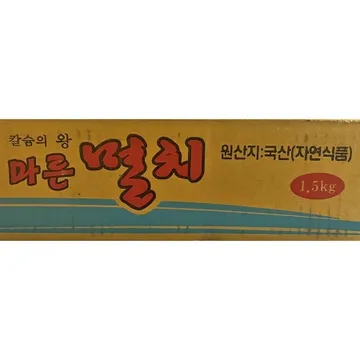 칼슘의 왕
마른 멸치
원산지:국산(자연식품)
1.5kg